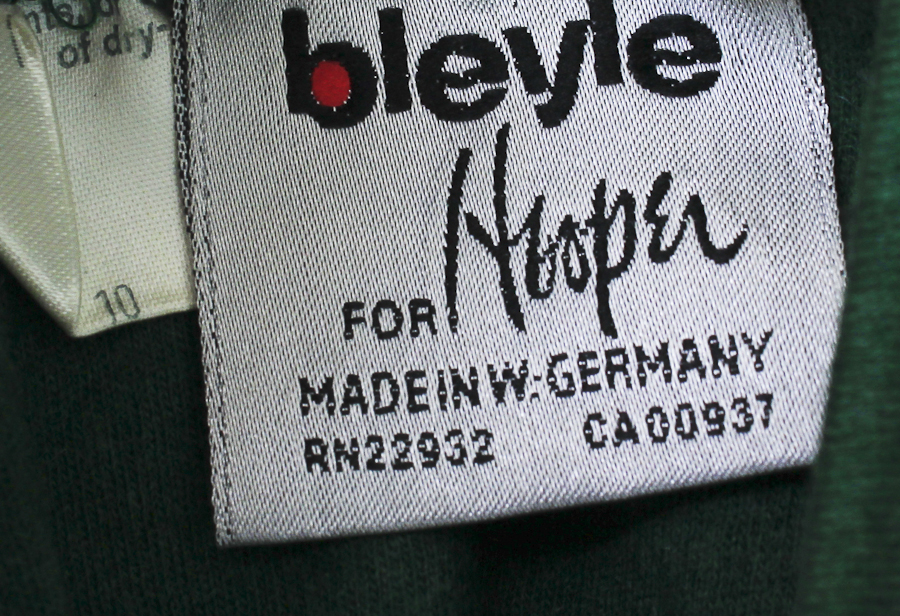 of dry-
10
bleyle
Hooper
FOR
MADE IN W.GERMANY
RN22932 CA00937